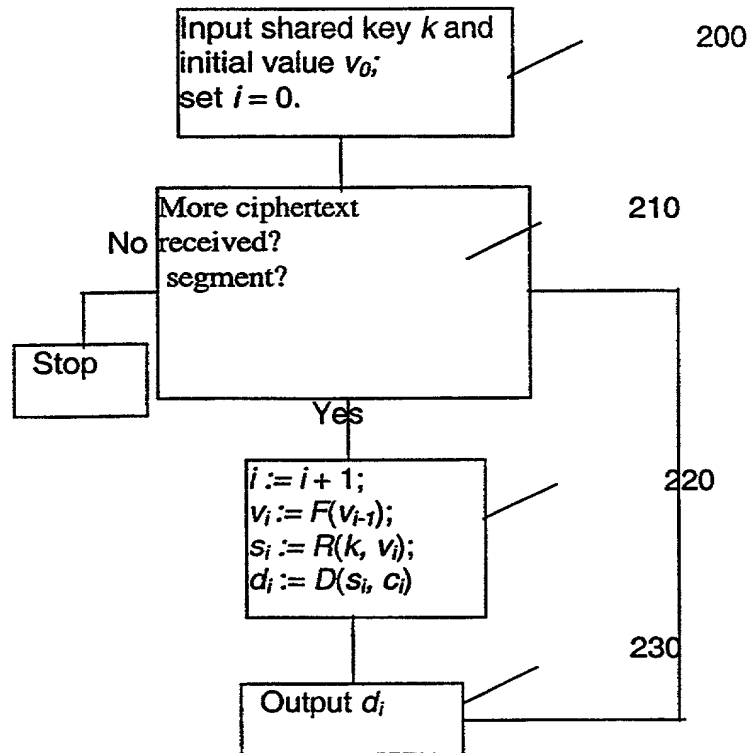 Input shared key k and
initial value v0;
set i = 0.
200
More ciphertext
received?
segment?
210
No
Stop
Yes
i := i + 1;
vi := F(vi-1);
si := R(k, vi);
di := D(si, ci)
220
230
Output di